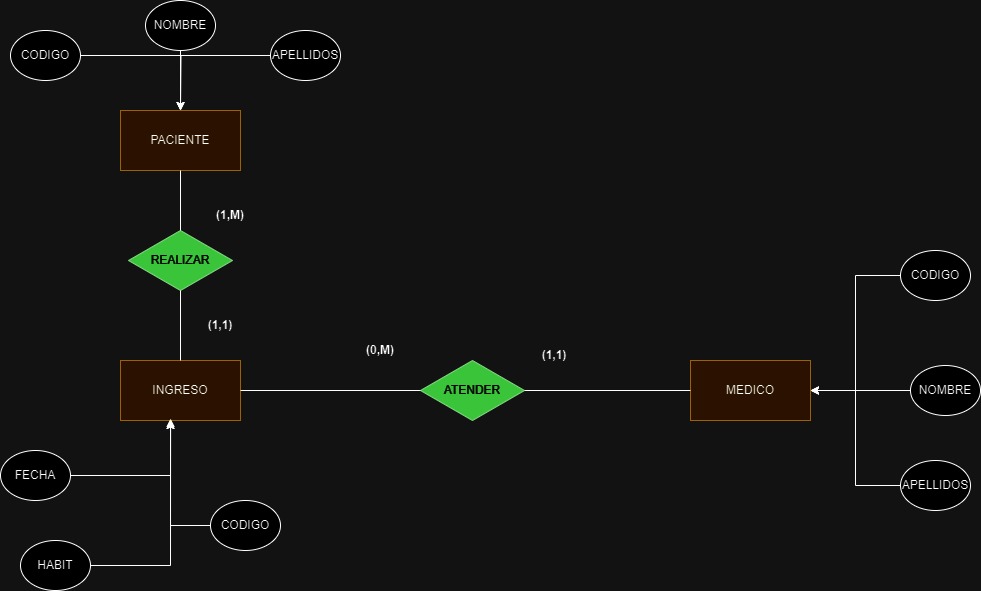 NOMBRE
CODIGO
APELLIDOS
PACIENTE
(1,M)
REALIZAR
CODIGO
(1,1)
(0,M)
(1,1)
INGRESO
ATENDER
MEDICO
NOMBRE
FECHA
APELLIDOS
CODIGO
HABIT